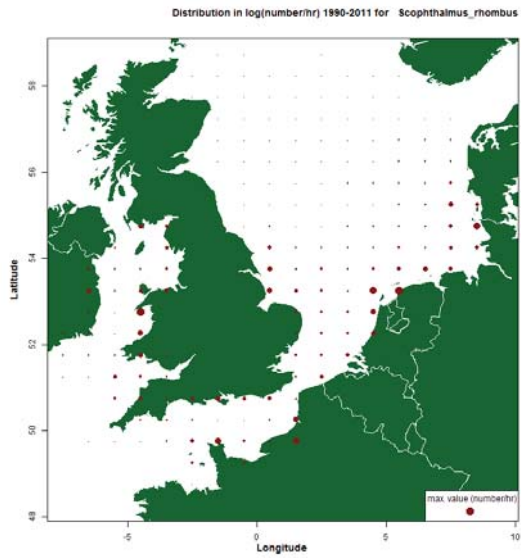 Distribution in log(number/hr) 1990-2011 for Scophthalmus_rhombus
58
56
54
52
50
48
Latitude
-5 0 5 10
Longitude
max. value (number/hr)